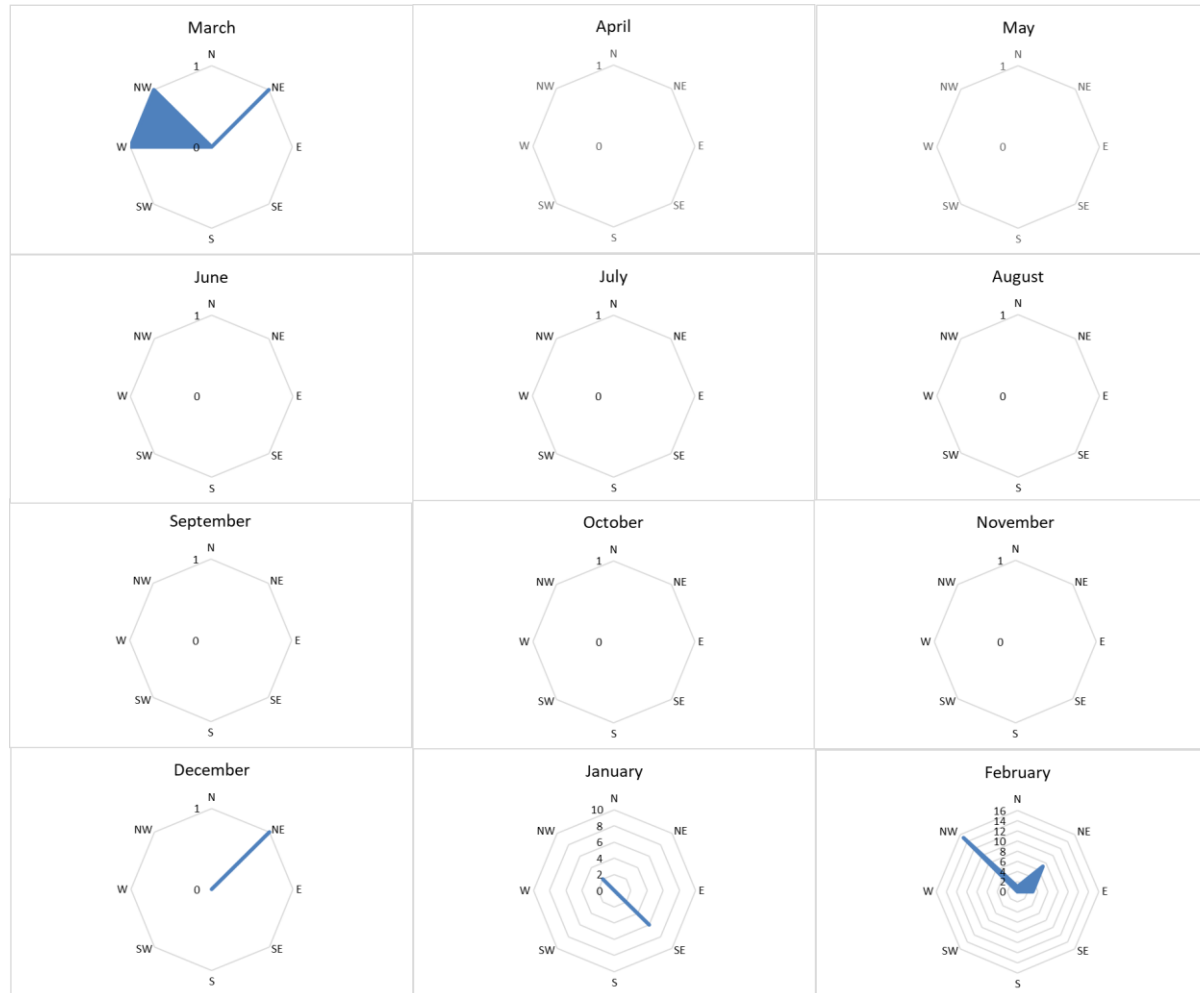 March
N
1
NW
NE
W
0
E
SW
SE
S
April
N
1
NW
NE
W
0
E
SW
SE
S
May
N
1
NW
NE
W
0
E
SW
SE
S
June
N
1
NW
NE
W
0
E
SW
SE
S
July
N
1
NW
NE
W
0
E
SW
SE
S
August
N
1
NW
NE
W
0
E
SW
SE
S
September
N
1
NW
NE
W
0
E
SW
SE
S
October
N
1
NW
NE
W
0
E
SW
SE
S
November
N
1
NW
NE
W
0
E
SW
SE
S
December
N
1
NW
NE
W
0
E
SW
SE
S
January
N
10
8
NW
NE
6
4
2
W
0
E
SW
SE
S
February
N
16
14
12
NW
NE
10
8
6
4
2
W
0
E
SW
SE
S